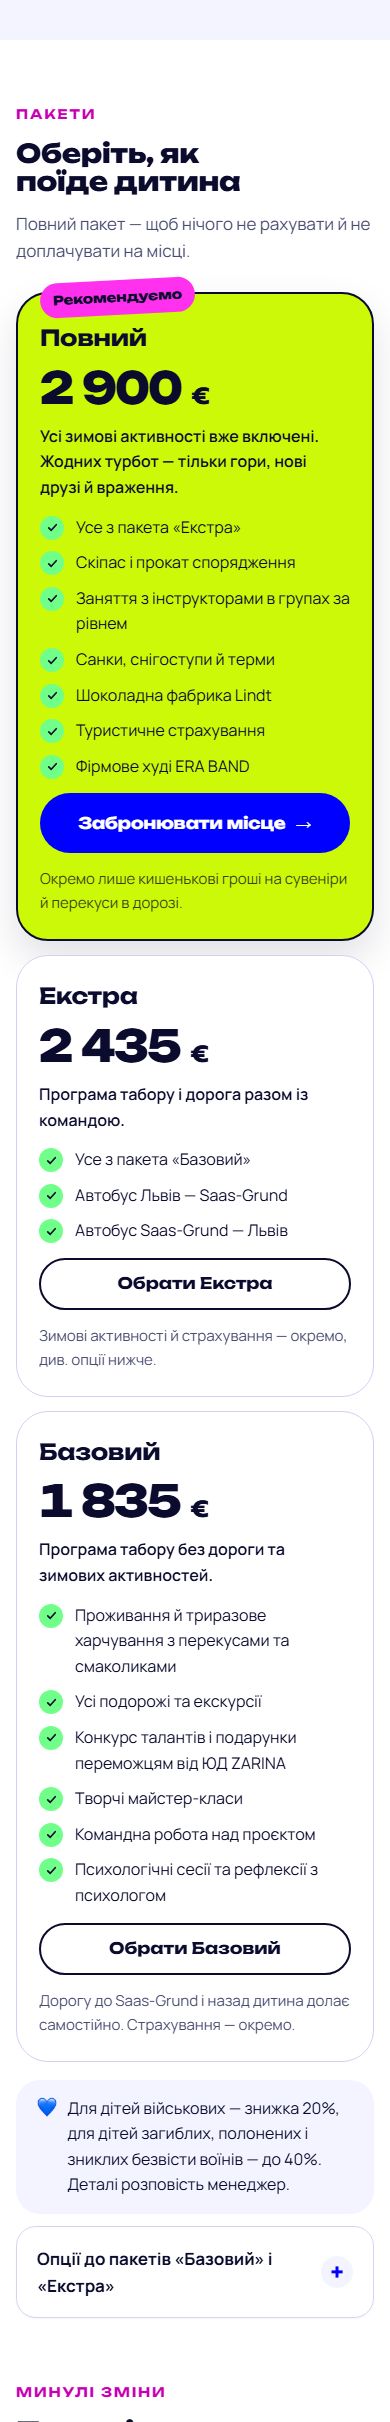 ПАКЕТИ
Оберіть, як
поїде дитина
Повний пакет — щоб нічого не рахувати й не
доплачувати на місці.
Рекомендуємо
Повний
2 900 €
Усі зимові активності вже включені.
Жодних турбот — тільки гори, нові
друзі й враження.
Усе з пакета «Екстра»
Скіпас і прокат спорядження
Заняття з інструкторами в групах за
рівнем
Санки, снігоступи й терми
Шоколадна фабрика Lindt
Туристичне страхування
Фірмове худі ERA BAND
Забронювати місце →
Окремо лише кишенькові гроші на сувеніри
й перекуси в дорозі.
Екстра
2 435 €
Програма табору і дорога разом із
командою.
Усе з пакета «Базовий»
Автобус Львів — Saas-Grund
Автобус Saas-Grund — Львів
Обрати Екстра
Зимові активності й страхування — окремо,
див. опції нижче.
Базовий
1 835 €
Програма табору без дороги та
зимових активностей.
Проживання й триразове
харчування з перекусами та
смаколиками
Усі подорожі та екскурсії
Конкурс талантів і подарунки
переможцям від ЮД ZARINA
Творчі майстер-класи
Командна робота над проєктом
Психологічні сесії та рефлексії з
психологом
Обрати Базовий
Дорогу до Saas-Grund і назад дитина долає
самостійно. Страхування — окремо.
💙 Для дітей військових — знижка 20%,
для дітей загиблих, полонених і
зниклих безвісти воїнів — до 40%.
Деталі розповість менеджер.
Опції до пакетів «Базовий» і
«Екстра»
МИНУЛІ ЗМІНИ